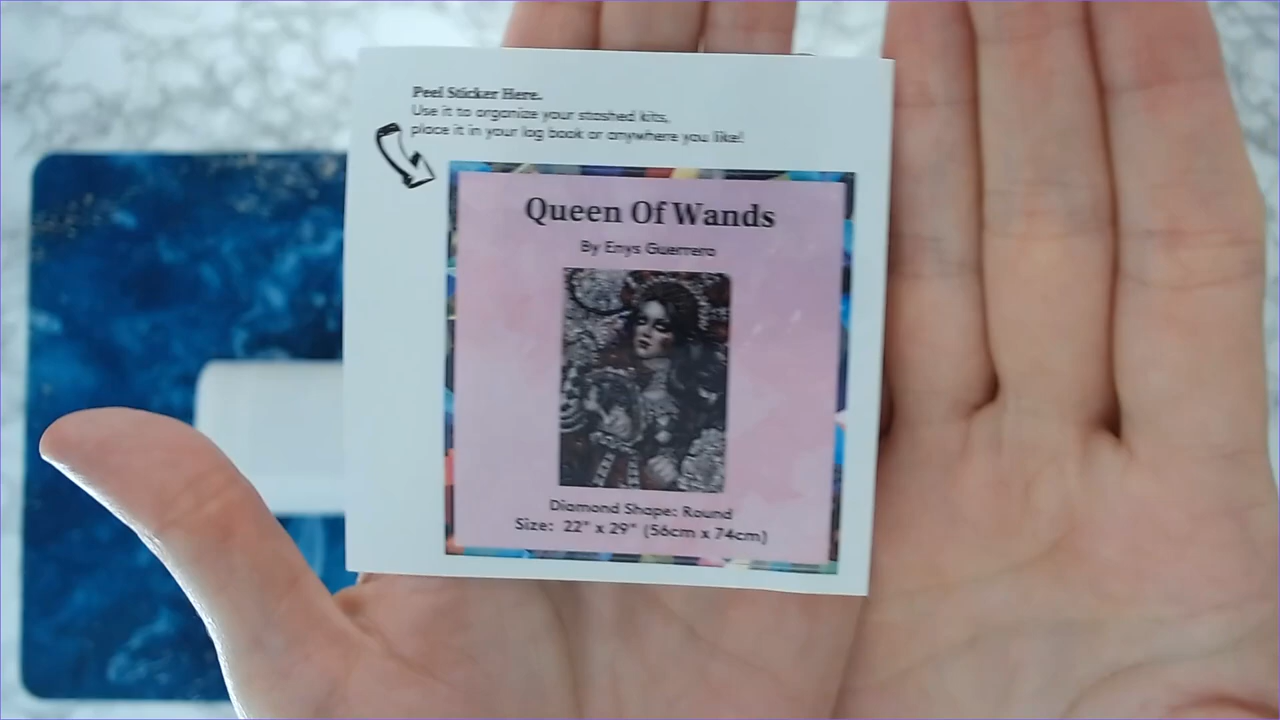 Peel Sticker Here.
Use it to organize your stashed kits,
place it in your log book or anywhere you like!
Queen Of Wands
By Enys Guerrero
Diamond Shape: Round
Size: 22" x 29" (56cm x 74cm)